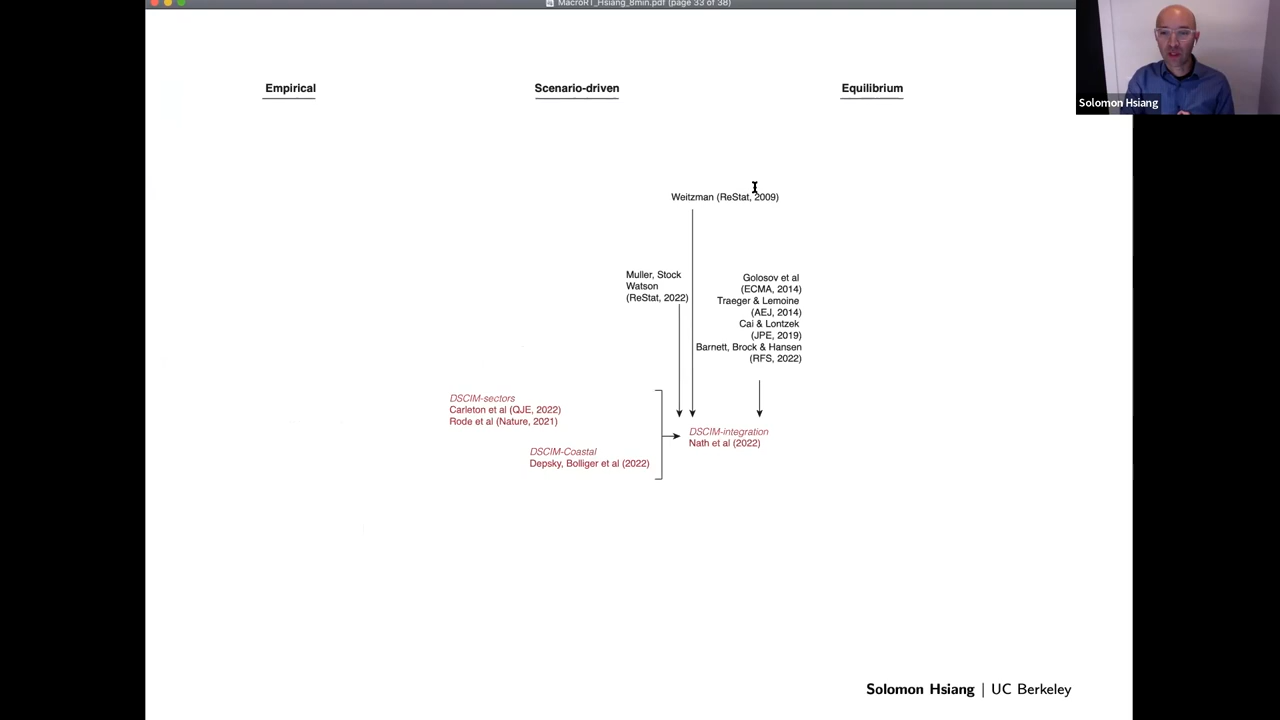 MacroRT_Hsiang_8min.pdf (page 33 of 38)
Solomon Hsiang
Empirical
Scenario-driven
Equilibrium
Weitzman (ReStat, 2009)
Muller, Stock
Watson
(ReStat, 2022)
Golosov et al
(ECMA, 2014)
Traeger & Lemoine
(AEJ, 2014)
Cai & Lontzek
(JPE, 2019)
Barnett, Brock & Hansen
(RFS, 2022)
DSCIM-sectors
Carleton et al (QJE, 2022)
Rode et al (Nature, 2021)
DSCIM-Coastal
Depsky, Bolliger et al (2022)
DSCIM-integration
Nath et al (2022)
Solomon Hsiang | UC Berkeley